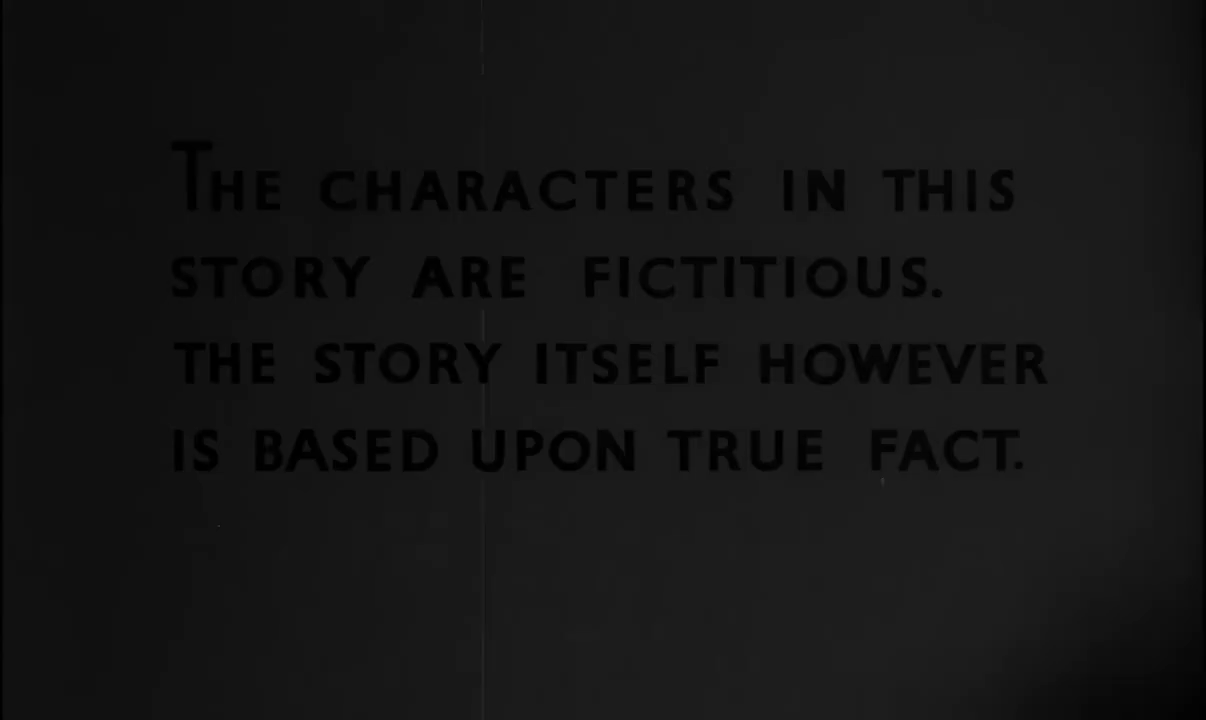 THE CHARACTERS IN THIS
STORY ARE FICTITIOUS.
THE STORY ITSELF HOWEVER
IS BASED UPON TRUE FACT.